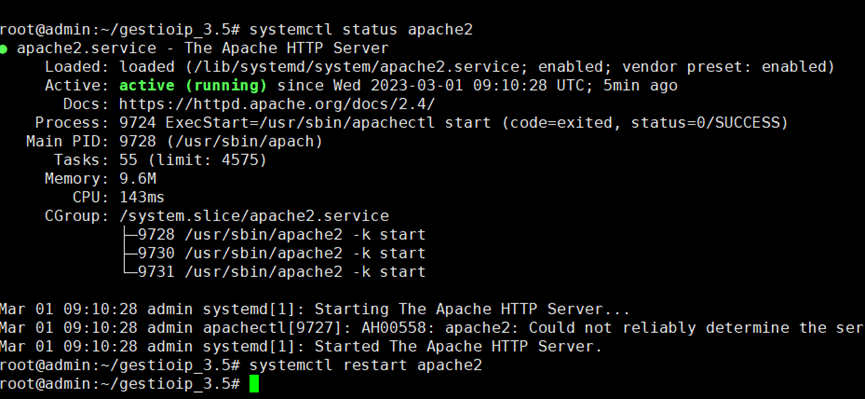 root@admin:~/gestioip_3.5# systemctl status apache2
● apache2.service - The Apache HTTP Server
Loaded: loaded (/lib/systemd/system/apache2.service; enabled; vendor preset: enabled)
Active: active (running) since Wed 2023-03-01 09:10:28 UTC; 5min ago
Docs: https://httpd.apache.org/docs/2.4/
Process: 9724 ExecStart=/usr/sbin/apachectl start (code=exited, status=0/SUCCESS)
Main PID: 9728 (/usr/sbin/apach)
Tasks: 55 (limit: 4575)
Memory: 9.6M
CPU: 143ms
CGroup: /system.slice/apache2.service
├─9728 /usr/sbin/apache2 -k start
├─9730 /usr/sbin/apache2 -k start
└─9731 /usr/sbin/apache2 -k start
Mar 01 09:10:28 admin systemd[1]: Starting The Apache HTTP Server...
Mar 01 09:10:28 admin apachectl[9727]: AH00558: apache2: Could not reliably determine the ser
Mar 01 09:10:28 admin systemd[1]: Started The Apache HTTP Server.
root@admin:~/gestioip_3.5# systemctl restart apache2
root@admin:~/gestioip_3.5#